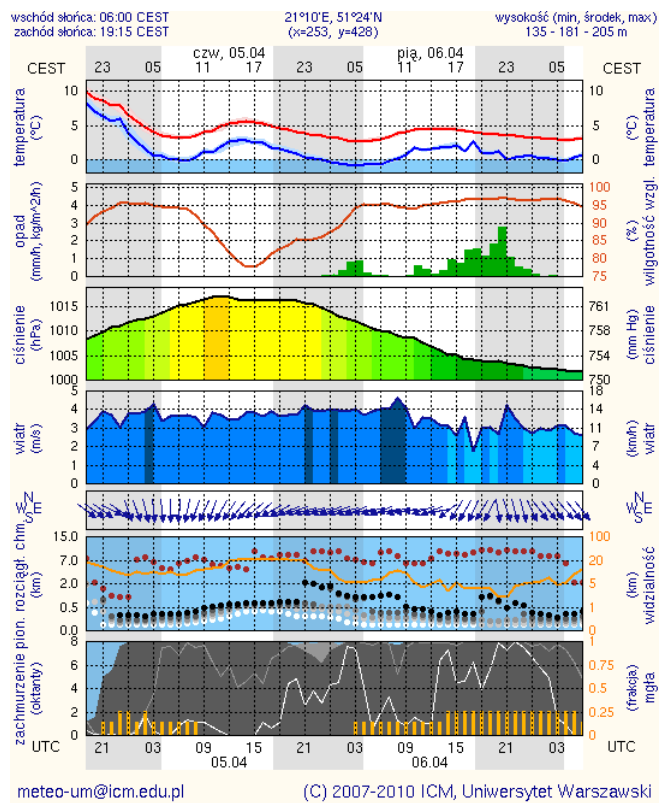 wschód słońca: 06:00 CEST
zachód słońca: 19:15 CEST
21°10'E, 51°24'N
(x=253, y=428)
wysokość (min, środek, max)
135 - 181 - 205 m
czw, 05.04 pią, 06.04
CEST 23 05 11 17 23 05 11 17 23 05 CEST
temperatura
(°C)
10
5
0
10
5
0
temperatura
(°C)
opad
(mm/h, kg/m^2/h)
5
4
3
2
1
0
100
95
90
85
80
75
wilgotność wzgl.
(%)
ciśnienie
(hPa)
1015
1010
1005
1000
761
758
754
750
ciśnienie
(mm Hg)
wiatr
(m/s)
5
4
3
2
1
0
18
14
11
7
4
0
wiatr
(km/h)
N
W E
S
N
W E
S
pion. rozciągł. chm.
(km)
15.0
7.0
2.0
0.5
0.0
100
20
5
1
0
widzialność
(km)
zachmurzenie
(oktanty)
8
6
4
2
0
1
0.75
0.5
0.25
0
mgła
(frakcja)
UTC 21 03 09 15 21 03 09 15 21 03 UTC
05.04 06.04
meteo-um@icm.edu.pl (C) 2007-2010 ICM, Uniwersytet Warszawski